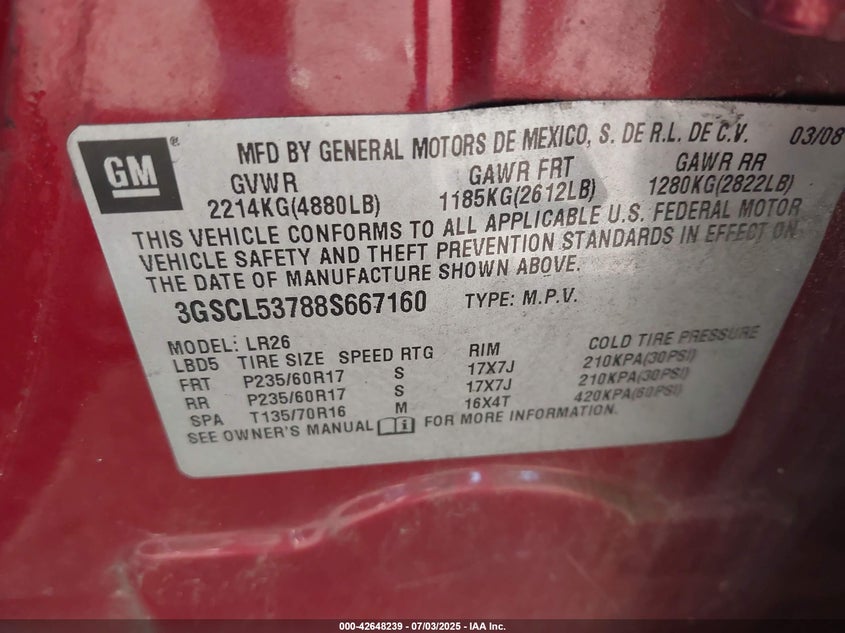 GM®
MFD BY GENERAL MOTORS DE MEXICO, S. DE R.L. DE C.V. 03/08
GVWR GAWR FRT GAWR RR
2214KG(4880LB) 1185KG(2612LB) 1280KG(2822LB)
THIS VEHICLE CONFORMS TO ALL APPLICABLE U.S. FEDERAL MOTOR
VEHICLE SAFETY AND THEFT PREVENTION STANDARDS IN EFFECT ON
THE DATE OF MANUFACTURE SHOWN ABOVE.
3GSCL53788S667160 TYPE: M.P.V.
MODEL: LR26
LBD5 TIRE SIZE SPEED RTG RIM COLD TIRE PRESSURE
FRT P235/60R17 S 17X7J 210KPA(30PSI)
RR P235/60R17 S 17X7J 210KPA(30PSI)
SPA T135/70R16 M 16X4T 420KPA(60PSI)
SEE OWNER'S MANUAL FOR MORE INFORMATION.
000-42648239 - 07/03/2025 - IAA Inc.